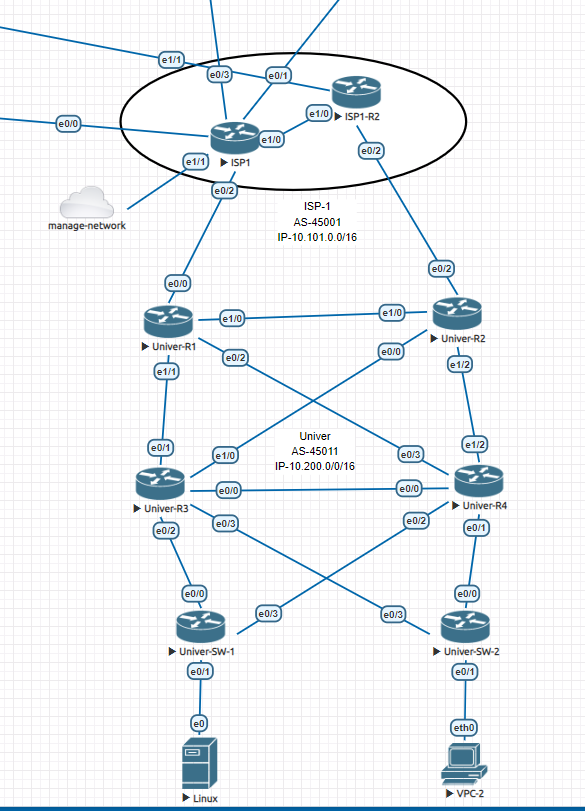 e1/1
e0/3
e0/1
e1/0
ISP1-R2
e0/0
e1/0
ISP1
e0/2
e1/1
e0/2
manage-network
ISP-1
AS-45001
IP-10.101.0.0/16
e0/2
e0/0
e1/0
e1/0
Univer-R1
Univer-R2
e0/2
e0/0
e1/1
e1/2
Univer
AS-45011
IP-10.200.0/0/16
e0/1
e1/0
e0/3
e1/2
e0/0
e0/0
Univer-R3
Univer-R4
e0/2
e0/3
e0/2
e0/1
e0/0
e0/3
e0/3
e0/0
Univer-SW-1
Univer-SW-2
e0/1
e0/1
e0
eth0
Linux
VPC-2